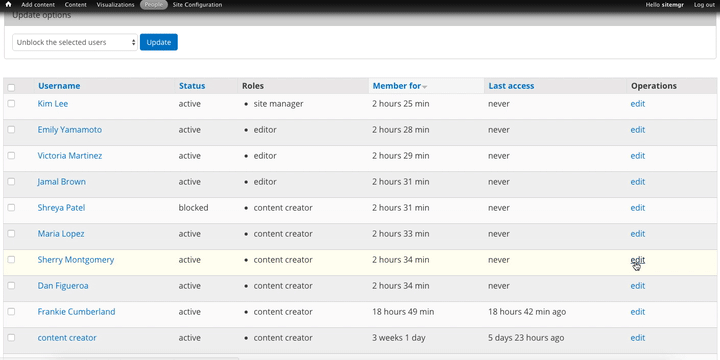 Add content Content Visualizations People Site Configuration Hello sitemgr Log out
Update options
Unblock the selected users Update
Username Status Roles Member for Last access Operations
Kim Lee active • site manager 2 hours 25 min never edit
Emily Yamamoto active • editor 2 hours 28 min never edit
Victoria Martinez active • editor 2 hours 29 min never edit
Jamal Brown active • editor 2 hours 31 min never edit
Shreya Patel blocked • content creator 2 hours 31 min never edit
Maria Lopez active • content creator 2 hours 33 min never edit
Sherry Montgomery active • content creator 2 hours 34 min never edit
Dan Figueroa active • content creator 2 hours 34 min never edit
Frankie Cumberland active • content creator 18 hours 49 min 18 hours 42 min ago edit
content creator active • content creator 3 weeks 1 day 5 days 23 hours ago edit